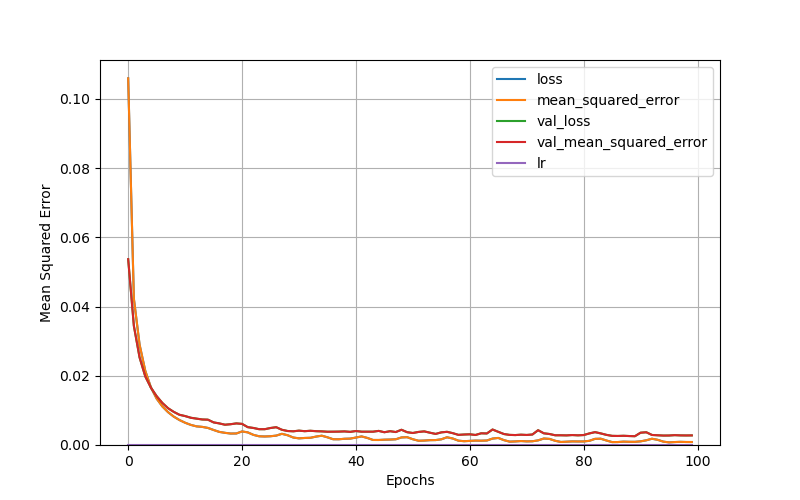 0.10
0.08
0.06
0.04
0.02
0.00
Mean Squared Error
loss
mean_squared_error
val_loss
val_mean_squared_error
lr
0 20 40 60 80 100
Epochs